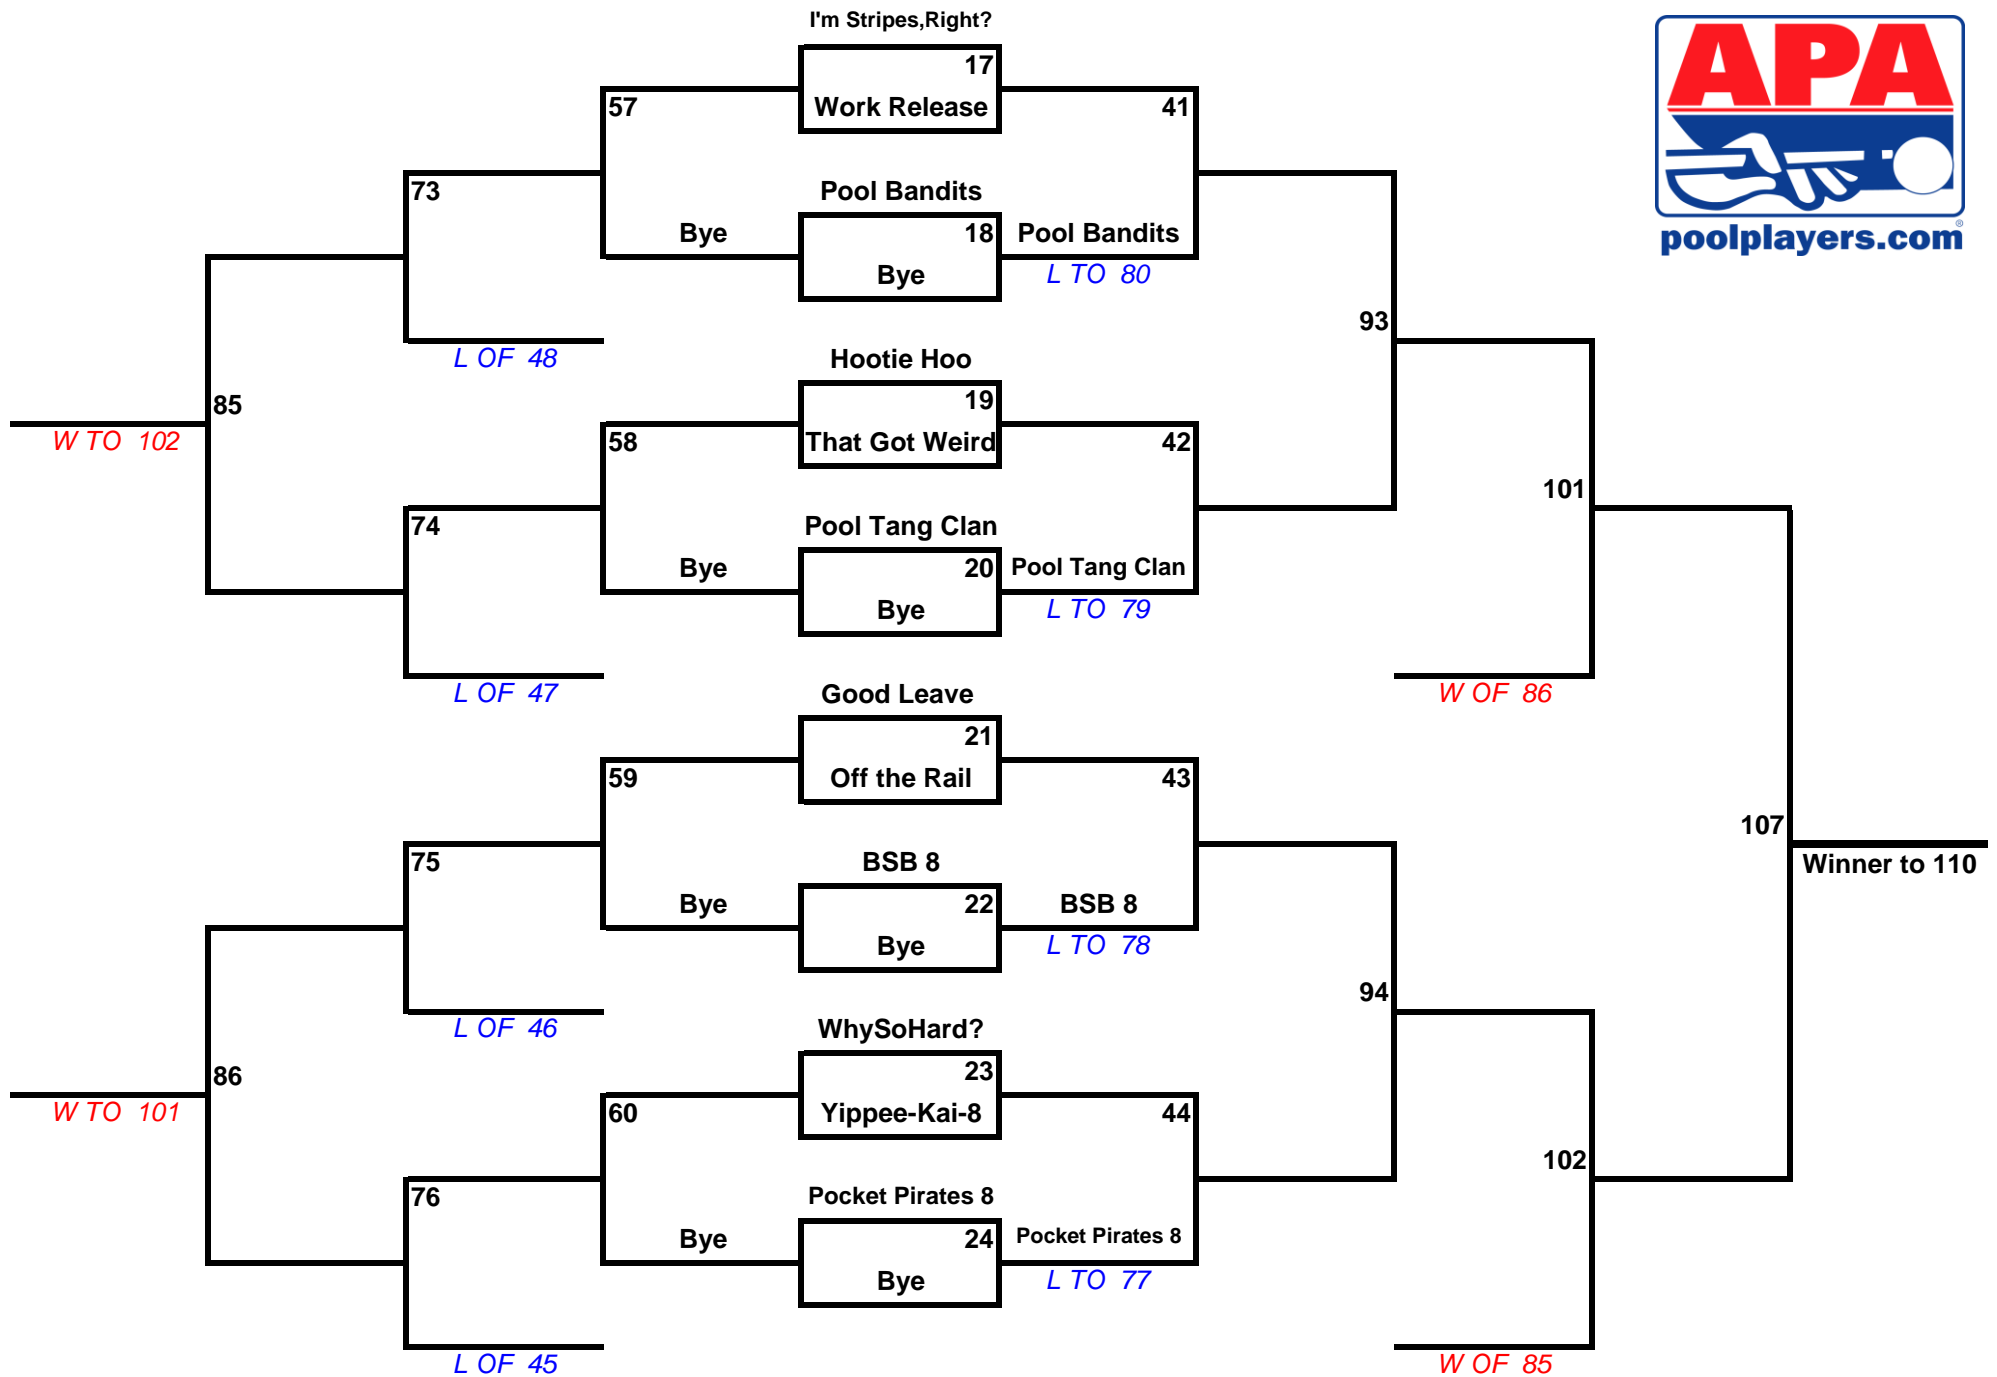 I'm Stripes,Right?
17
57
Work Release
41
73
Pool Bandits
Bye
18
Pool Bandits
Bye
L TO 80
93
L OF 48
Hootie Hoo
19
85
W TO 102
58
That Got Weird
42
101
74
Pool Tang Clan
Bye
20
Pool Tang Clan
Bye
L TO 79
L OF 47
W OF 86
Good Leave
21
59
Off the Rail
43
107
75
BSB 8
Winner to 110
Bye
22
BSB 8
Bye
L TO 78
94
L OF 46
WhySoHard?
23
86
W TO 101
60
Yippee-Kai-8
44
102
76
Pocket Pirates 8
Bye
24
Pocket Pirates 8
Bye
L TO 77
L OF 45
W OF 85
APA
poolplayers.com®